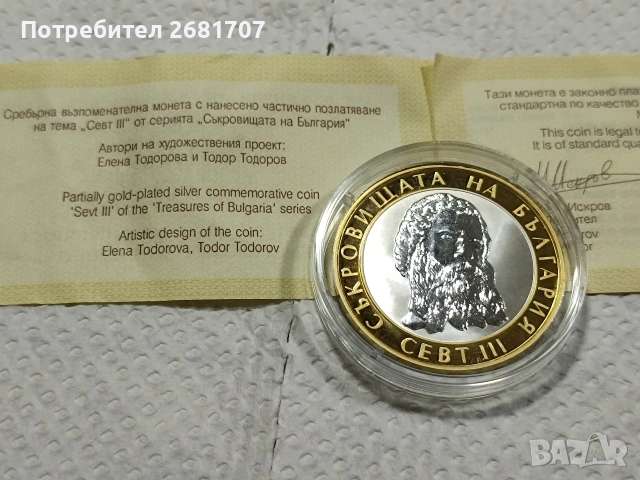 Потребител 2681707
Сребърна възпоменателна монета с нанесено частично позлатяване
на тема „Севт III" от серията „Съкровищата на България"
Автори на художествения проект:
Елена Тодорова и Тодор Тодоров
Partially gold-plated silver commemorative coin
'Sevt III' of the 'Treasures of Bulgaria' series
Artistic design of the coin:
Elena Todorova, Todor Todorov
Тази монета е законно плат
стандартна по качество
This coin is legal t
It is of standard qua
Искров
СЪКРОВИЩАТА НА БЪЛГАРИЯ
СЕВТ III
BAZAR